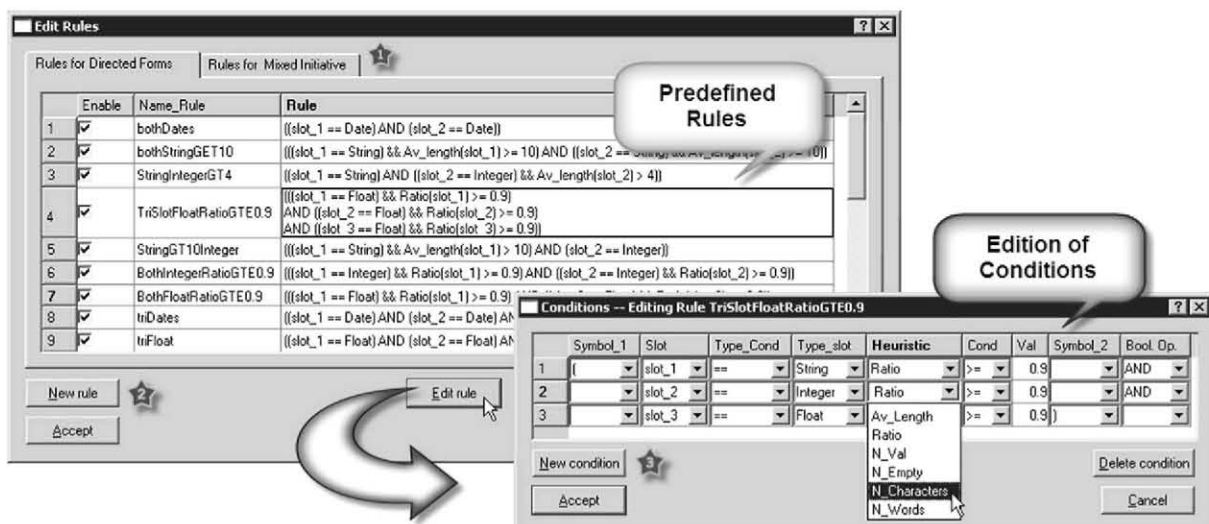 Edit Rules
Rules for Directed Forms Rules for Mixed Initiative 1
Predefined
Rules
Enable Name_Rule Rule
1 bothDates ((slot_1 == Date) AND (slot_2 == Date))
2 bothStringGET10 (((slot_1 == String) && Av_length(slot_1) >= 10) AND ((slot_2 == String) && Av_length(slot_2) >= 10))
3 StringIntegerGT4 ((slot_1 == String) AND ((slot_2 == Integer) && Av_length(slot_2) > 4))
4 TriSlotFloatRatioGTE0.9 (((slot_1 == Float) && Ratio(slot_1) >= 0.9)
AND ((slot_2 == Float) && Ratio(slot_2) >= 0.9)
AND ((slot_3 == Float) && Ratio(slot_3) >= 0.9))
5 StringGT10Integer (((slot_1 == String) && Av_length(slot_1) > 10) AND (slot_2 == Integer))
6 BothIntegerRatioGTE0.9 (((slot_1 == Integer) && Ratio(slot_1) >= 0.9) AND ((slot_2 == Integer) && Ratio(slot_2) >= 0.9))
7 BothFloatRatioGTE0.9 (((slot_1 == Float) && Ratio(slot_1) >= 0.9)
8 triDates ((slot_1 == Date) AND (slot_2 == Date) AN
9 triFloat ((slot_1 == Float) AND (slot_2 == Float) AN
New rule 2 Edit rule
Accept
Edition of
Conditions
Conditions -- Editing Rule TriSlotFloatRatioGTE0.9
Symbol_1 Slot Type_Cond Type_slot Heuristic Cond Val Symbol_2 Bool. Op.
1 ( slot_1 == String Ratio >= 0.9 AND
2 slot_2 == Integer Ratio >= 0.9 AND
3 slot_3 == Float >= 0.9 )
Av_Length
Ratio
N_Val
N_Empty
N_Characters
N_Words
New condition 3 Delete condition
Accept Cancel